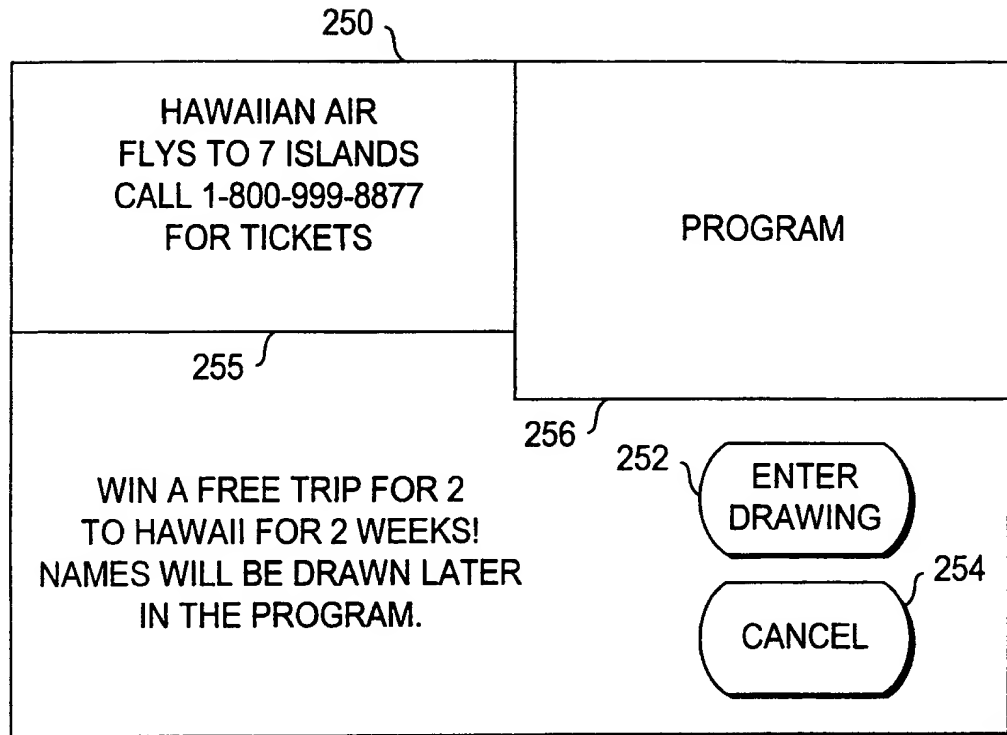 250
HAWAIIAN AIR
FLYS TO 7 ISLANDS
CALL 1-800-999-8877
FOR TICKETS
PROGRAM
255
256
252
ENTER
DRAWING
WIN A FREE TRIP FOR 2
TO HAWAII FOR 2 WEEKS!
NAMES WILL BE DRAWN LATER
IN THE PROGRAM.
254
CANCEL